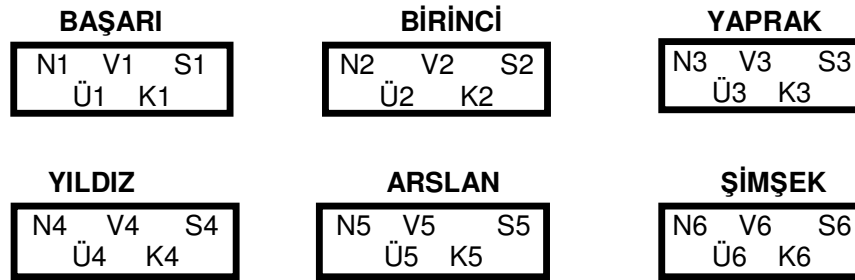 BAŞARI BİRİNCİ YAPRAK
N1 V1 S1 N2 V2 S2 N3 V3 S3
Ü1 K1 Ü2 K2 Ü3 K3
YILDIZ ARSLAN ŞİMŞEK
N4 V4 S4 N5 V5 S5 N6 V6 S6
Ü4 K4 Ü5 K5 Ü6 K6